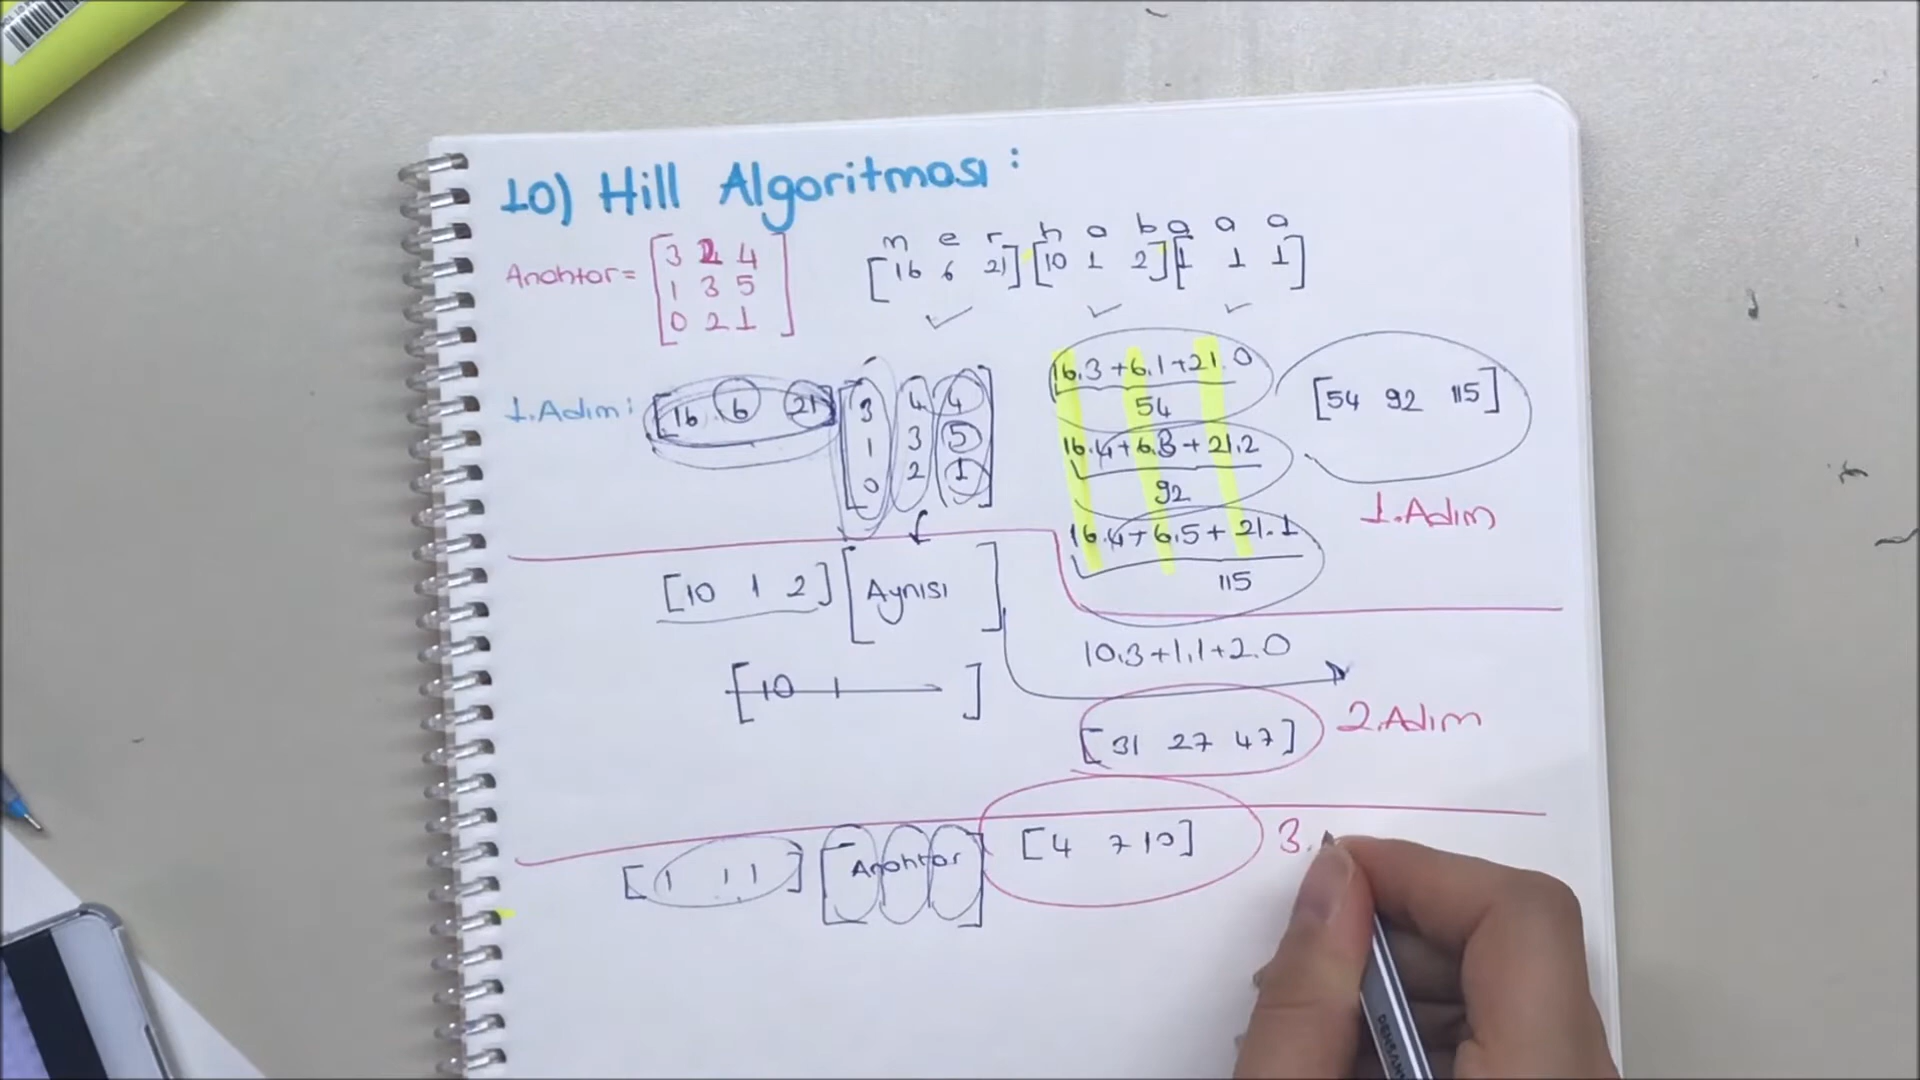 10) Hill Algoritması:
m e r h a b a a a
Anahtar = [3 2 4
1 3 5
0 2 1]
[16 6 21] [10 1 2] [1 1 1]
1.Adım: [16 6 21] [3 4 4
1 3 5
0 2 1]
16.3+6.1+21.0
54
16.4+6.3+21.2
92
16.4+6.5+21.1
115
[54 92 115]
1.Adım
[10 1 2] [Aynısı]
10.3+1.1+2.0
[10 1 ]
[31 27 47] 2.Adım
[1 1 1] [Anahtar] [4 7 10] 3.